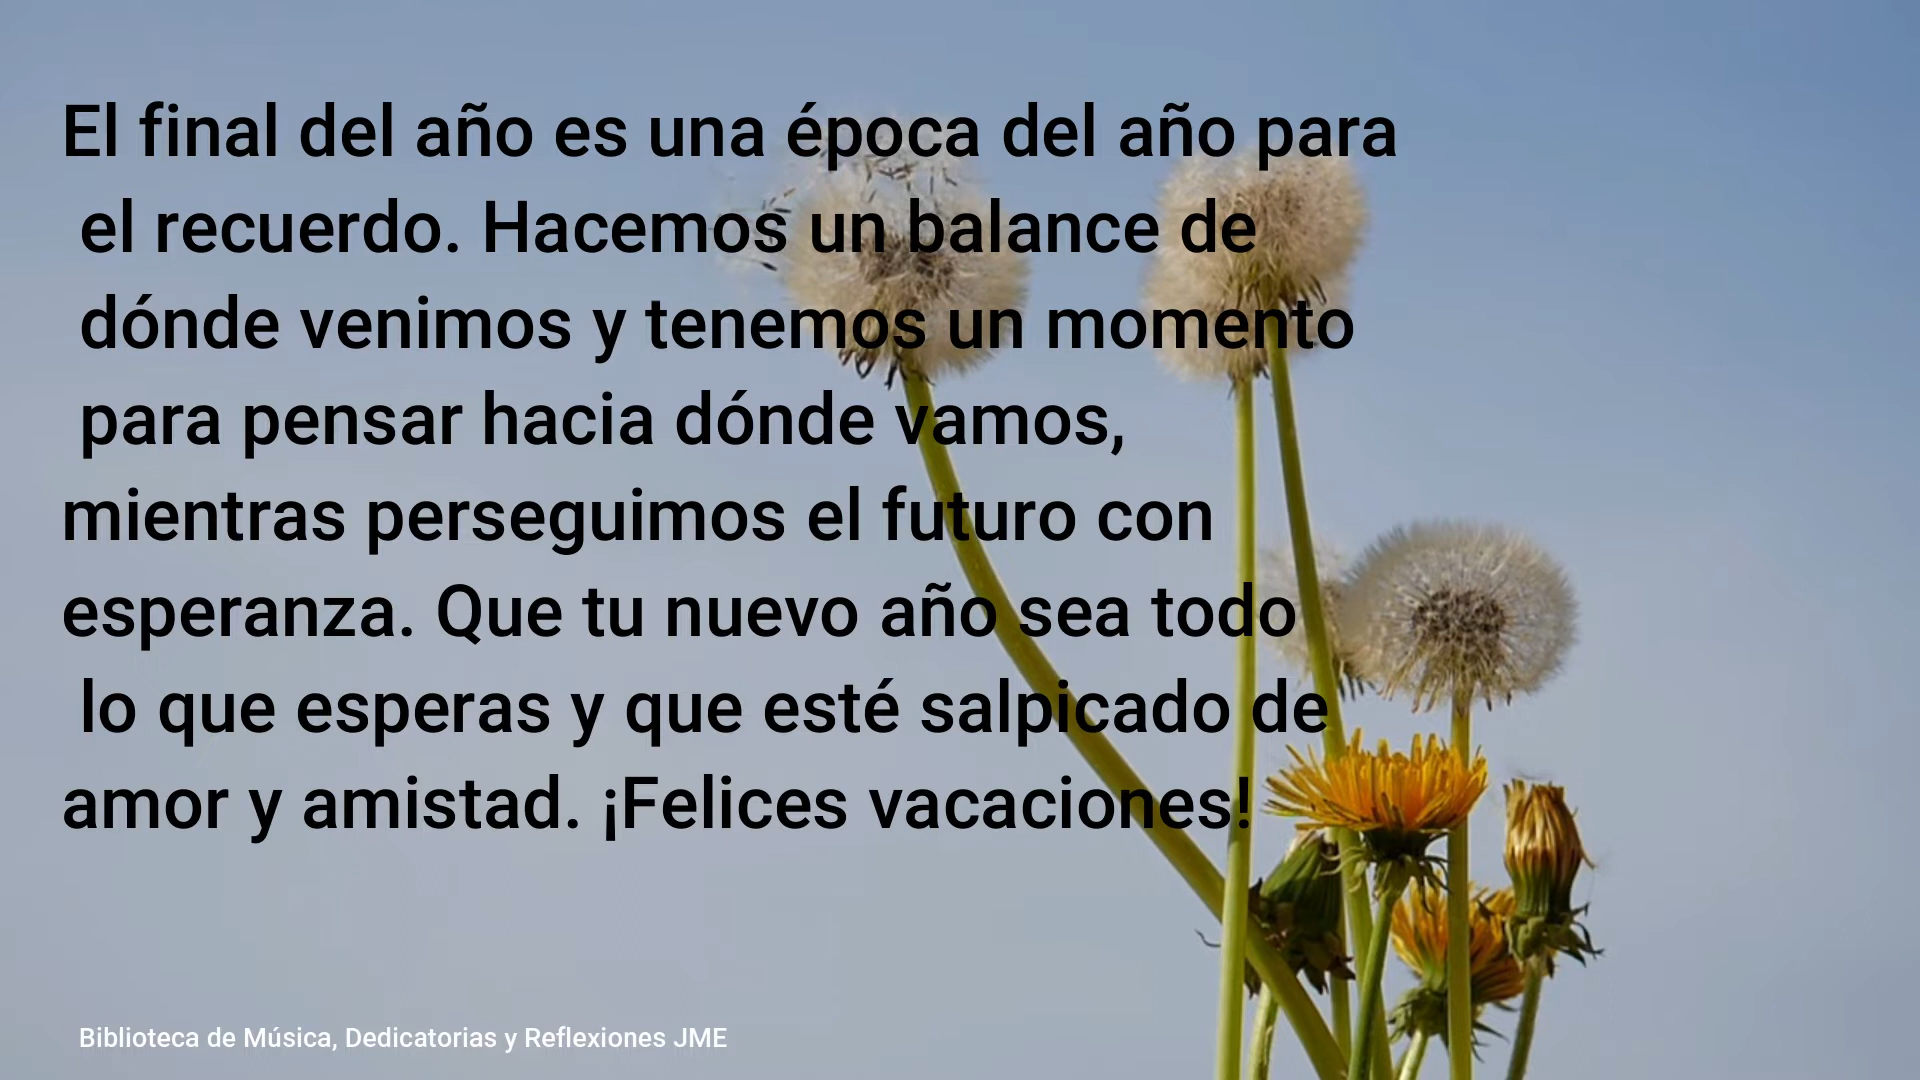 El final del año es una época del año para
el recuerdo. Hacemos un balance de
dónde venimos y tenemos un momento
para pensar hacia dónde vamos,
mientras perseguimos el futuro con
esperanza. Que tu nuevo año sea todo
lo que esperas y que esté salpicado de
amor y amistad. ¡Felices vacaciones!
Biblioteca de Música, Dedicatorias y Reflexiones JME